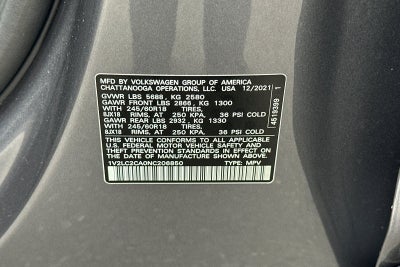 MFD BY VOLKSWAGEN GROUP OF AMERICA
CHATTANOOGA OPERATIONS, LLC. USA 12/2021
GVWR LBS 5688, KG 2580
GAWR FRONT LBS 2866, KG 1300
WITH 245/60R18 TIRES,
8JX18 RIMS, AT 250 KPA, 36 PSI COLD
GAWR REAR LBS 2932, KG 1330
WITH 245/60R18 TIRES,
8JX18 RIMS, AT 250 KPA, 36 PSI COLD
THIS VEHICLE CONFORMS TO ALL APPLICABLE
U.S. FEDERAL MOTOR VEHICLE SAFETY AND
THEFT PREVENTION STANDARDS IN EFFECT ON
THE DATE OF MANUFACTURE SHOWN ABOVE.
1V2LC2CA0NC206850 TYPE: MPV
4619399 1